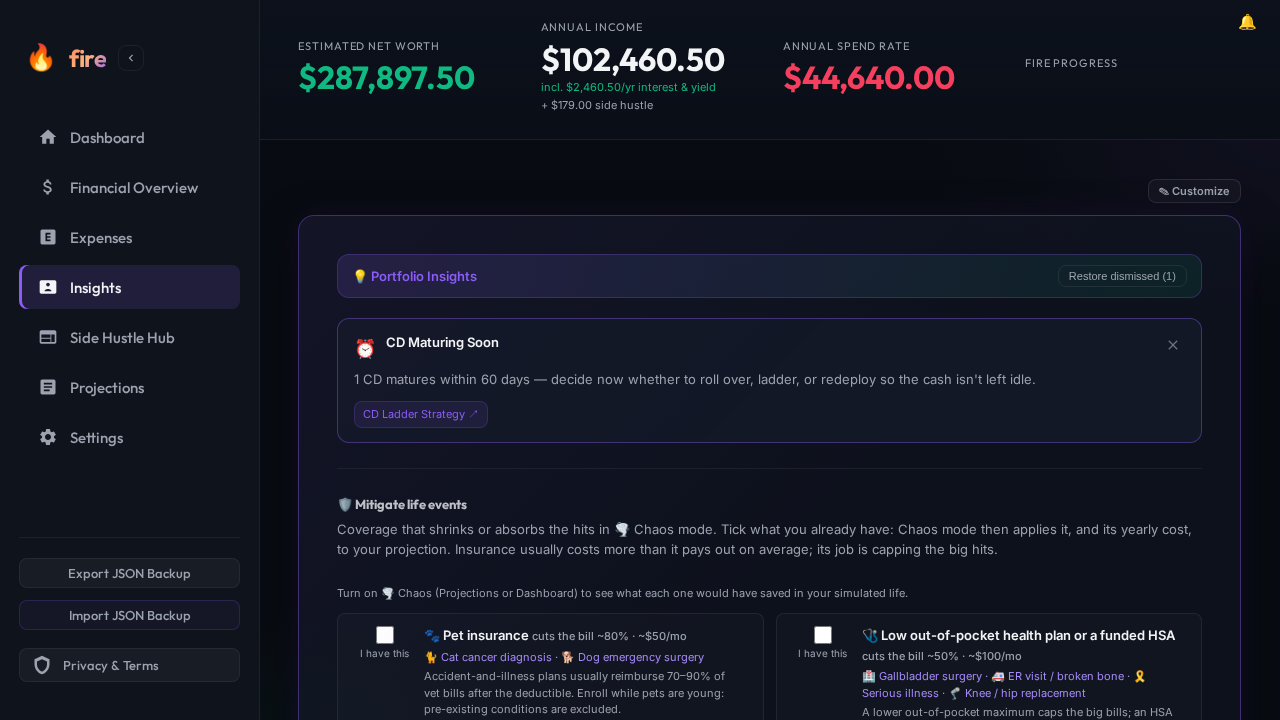 fire
Dashboard
Financial Overview
Expenses
Insights
Side Hustle Hub
Projections
Settings
Export JSON Backup
Import JSON Backup
Privacy & Terms
ESTIMATED NET WORTH
$287,897.50
ANNUAL INCOME
$102,460.50
incl. $2,460.50/yr interest & yield
+ $179.00 side hustle
ANNUAL SPEND RATE
$44,640.00
FIRE PROGRESS
✎ Customize
💡 Portfolio Insights
Restore dismissed (1)
⏰ CD Maturing Soon
✕
1 CD matures within 60 days — decide now whether to roll over, ladder, or redeploy so the cash isn't left idle.
CD Ladder Strategy ↗
🛡️ Mitigate life events
Coverage that shrinks or absorbs the hits in 🌪️ Chaos mode. Tick what you already have: Chaos mode then applies it, and its yearly cost,
to your projection. Insurance usually costs more than it pays out on average; its job is capping the big hits.
Turn on 🌪️ Chaos (Projections or Dashboard) to see what each one would have saved in your simulated life.
I have this
🐾 Pet insurance cuts the bill ~80% · ~$50/mo
🐈 Cat cancer diagnosis · 🐕 Dog emergency surgery
Accident-and-illness plans usually reimburse 70–90% of
vet bills after the deductible. Enroll while pets are young:
pre-existing conditions are excluded.
I have this
🩺 Low out-of-pocket health plan or a funded HSA
cuts the bill ~50% · ~$100/mo
🏥 Gallbladder surgery · 🚑 ER visit / broken bone · 🎗️
Serious illness · 🦿 Knee / hip replacement
A lower out-of-pocket maximum caps the big bills; an HSA